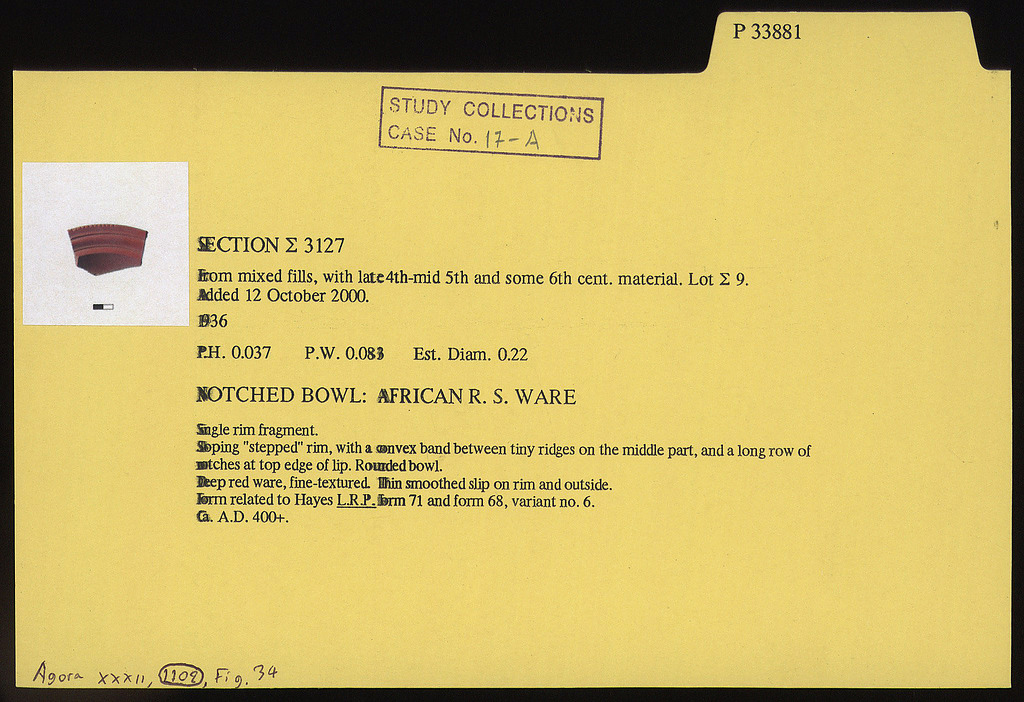 P 33881
STUDY COLLECTIONS
CASE No. 17-A
SECTION Σ 3127
From mixed fills, with late 4th-mid 5th and some 6th cent. material. Lot Σ 9.
Added 12 October 2000.
1936
P.H. 0.037 P.W. 0.083 Est. Diam. 0.22
NOTCHED BOWL: AFRICAN R. S. WARE
Single rim fragment.
Sloping "stepped" rim, with a convex band between tiny ridges on the middle part, and a long row of
notches at top edge of lip. Rounded bowl.
Deep red ware, fine-textured. Thin smoothed slip on rim and outside.
Form related to Hayes L.R.P. form 71 and form 68, variant no. 6.
Ca. A.D. 400+.
Agora XXXII, 1102, Fig. 34